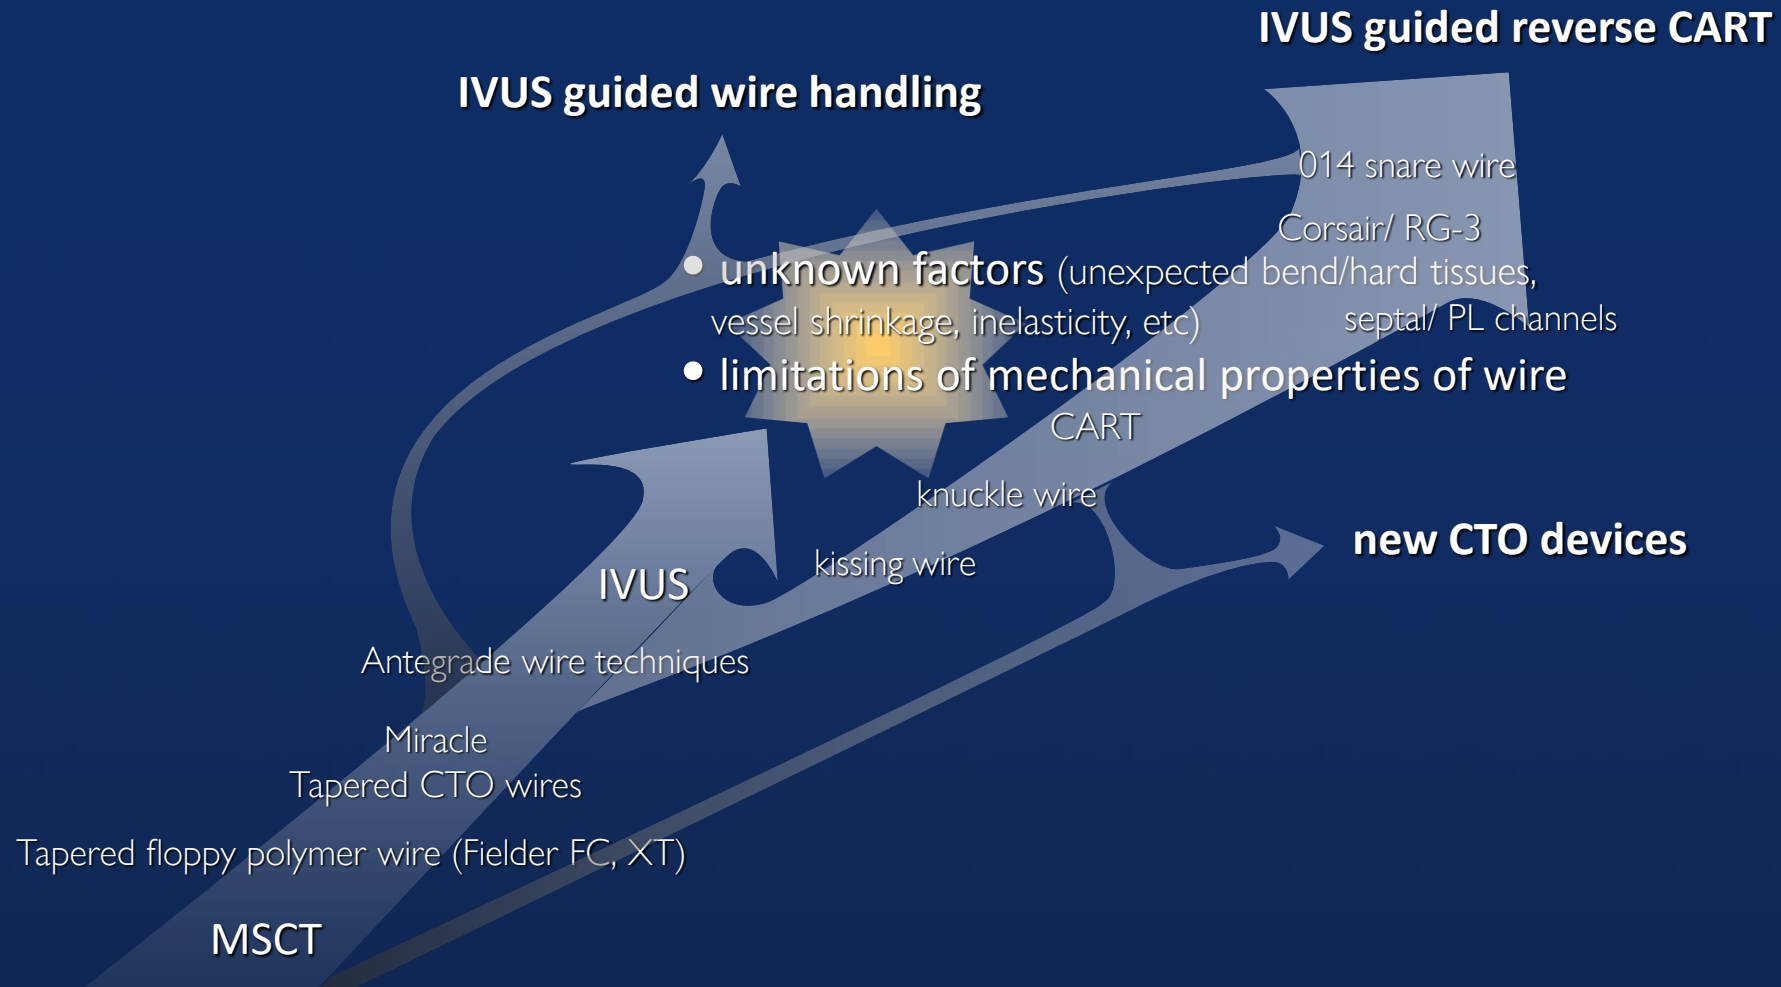 IVUS guided reverse CART
IVUS guided wire handling
014 snare wire
Corsair/ RG-3
• unknown factors (unexpected bend/hard tissues,
vessel shrinkage, inelasticity, etc)
septal/ PL channels
• limitations of mechanical properties of wire
CART
knuckle wire
new CTO devices
kissing wire
IVUS
Antegrade wire techniques
Miracle
Tapered CTO wires
Tapered floppy polymer wire (Fielder FC, XT)
MSCT